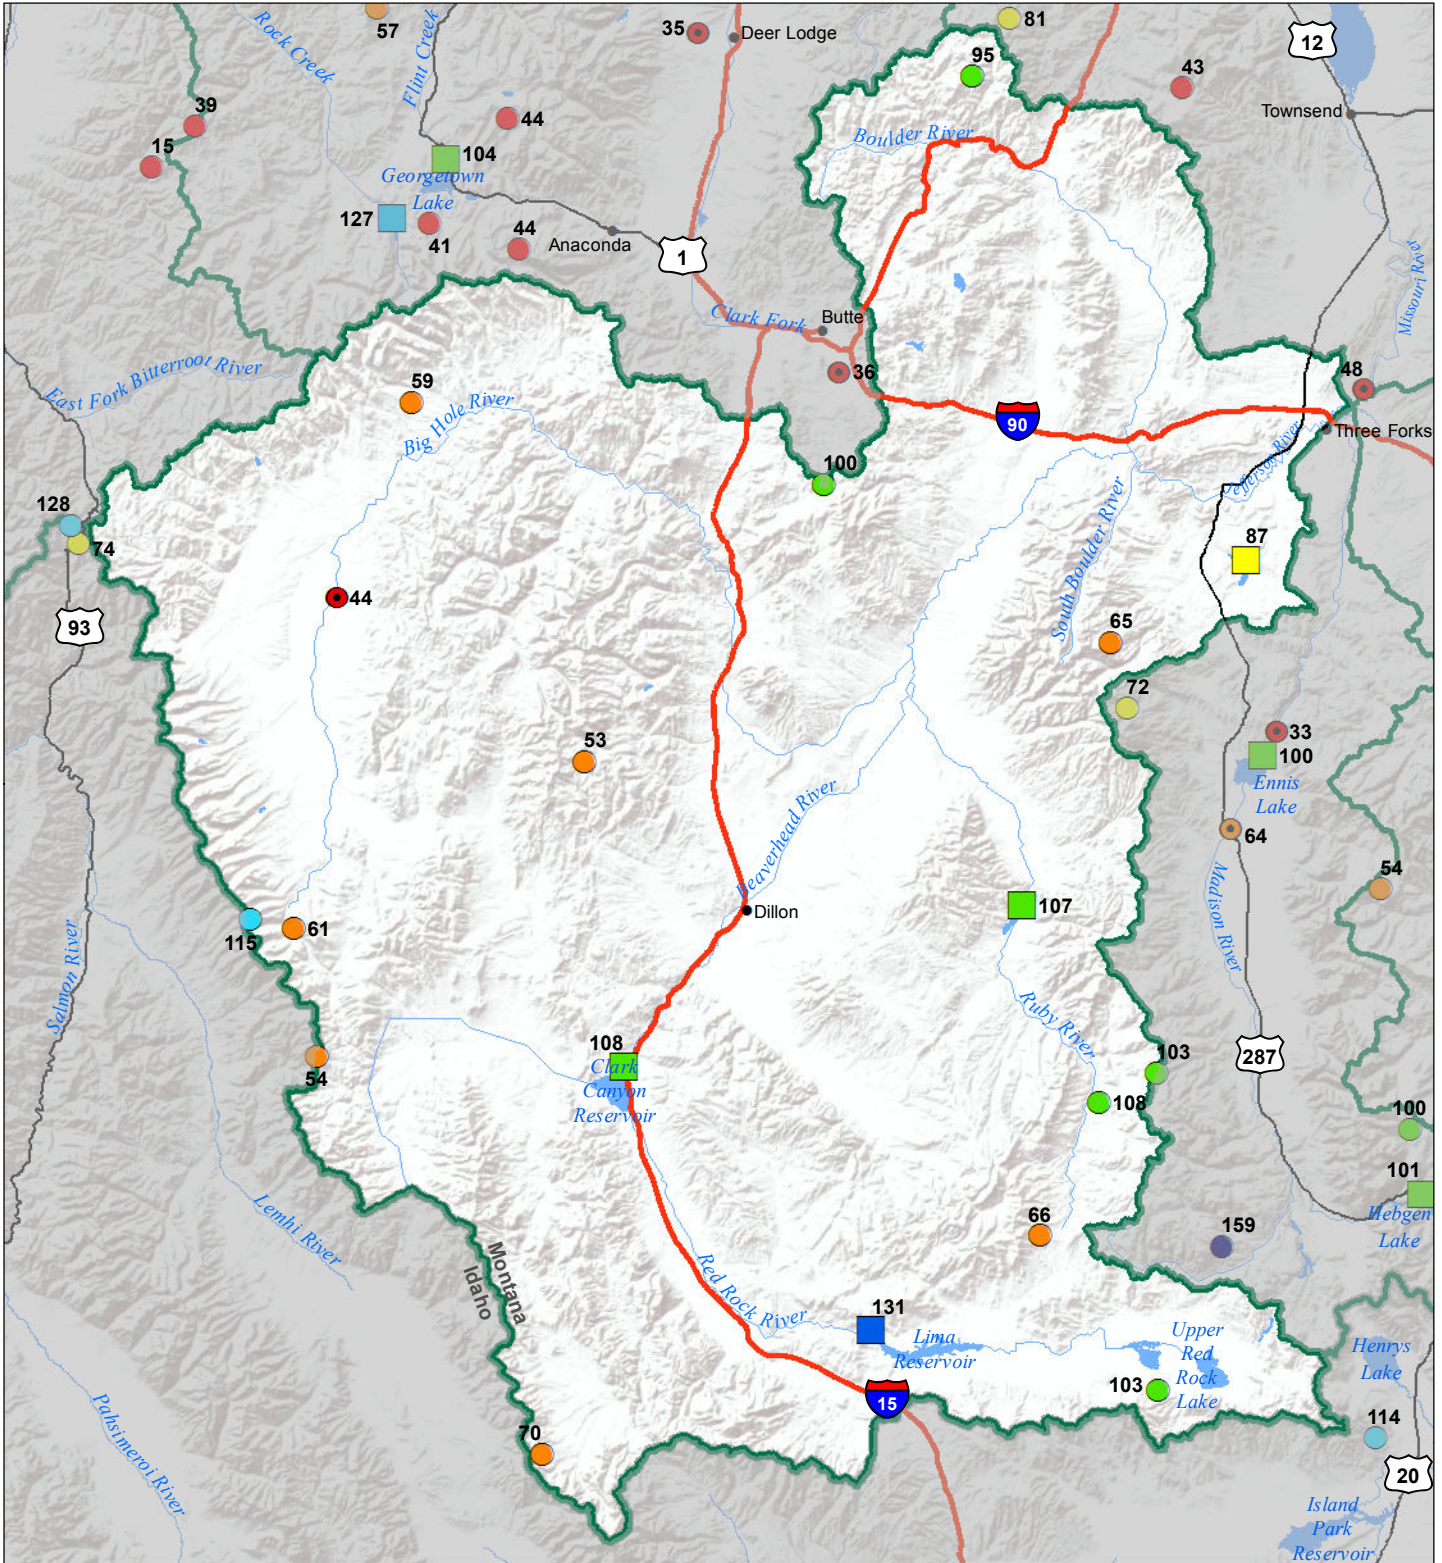 57
Rock Creek
Flint Creek
35
Deer Lodge
81
12
95
43
Townsend
39
15
44
104
Georgetown
Lake
Boulder River
127
41
44
Anaconda
1
Missouri River
Clark Fork
Butte
East Fork Bitterroot River
36
48
59
Big Hole River
90
Three Forks
Jefferson River
100
128
74
South Boulder River
87
44
93
65
72
33
100
Ennis
Lake
53
Beaverhead River
64
54
Madison River
Dillon
107
115
61
Salmon River
Ruby River
108
Clark
Canyon
Reservoir
103
287
54
108
100
101
Hebgen
Lake
Lemhi River
66
159
Montana
Idaho
Red Rock River
131
Lima
Reservoir
Upper
Red
Rock
Lake
Henrys
Lake
103
15
114
Pahsimeroi River
70
20
Island
Park
Reservoir